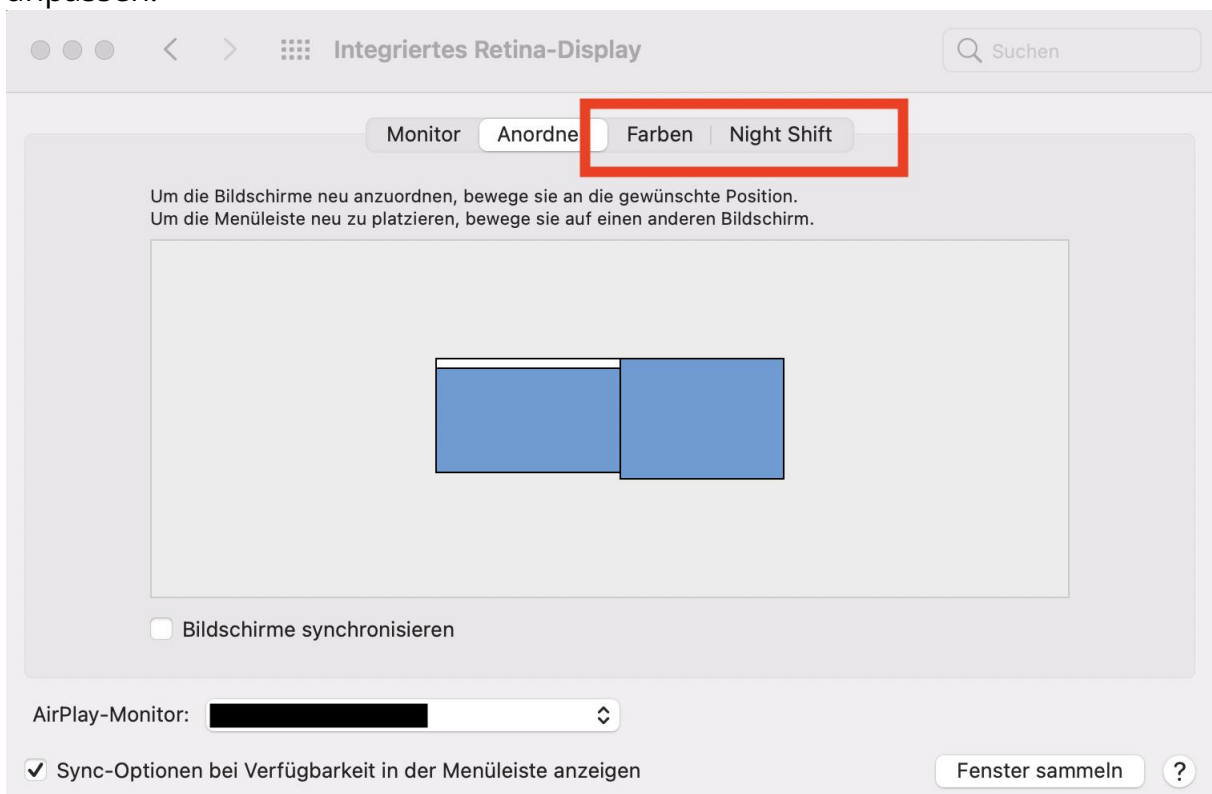 anpassen.
Integriertes Retina-Display
Suchen
Monitor Anordne Farben Night Shift
Um die Bildschirme neu anzuordnen, bewege sie an die gewünschte Position.
Um die Menüleiste neu zu platzieren, bewege sie auf einen anderen Bildschirm.
Bildschirme synchronisieren
AirPlay-Monitor:
Sync-Optionen bei Verfügbarkeit in der Menüleiste anzeigen
Fenster sammeln ?